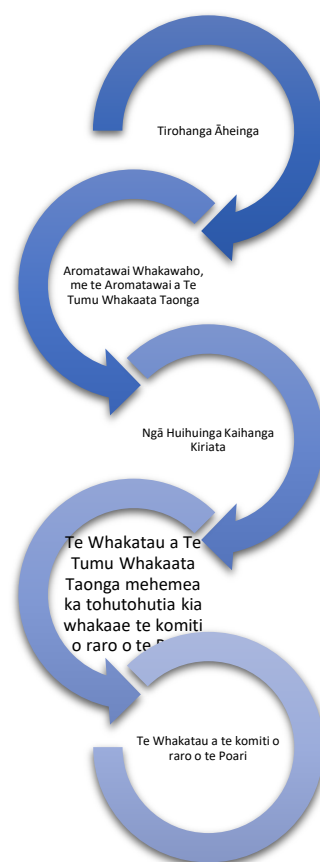 Tirohanga Āheinga
Aromatawai Whakawaho,
me te Aromatawai a Te
Tumu Whakaata Taonga
Ngā Huihuinga Kaihanga
Kiriata
Te Whakatau a Te
Tumu Whakaata
Taonga mehemea
ka tohutohutia kia
whakaae te komiti
o raro o te
Te Whakatau a te komiti o
raro o te Poari